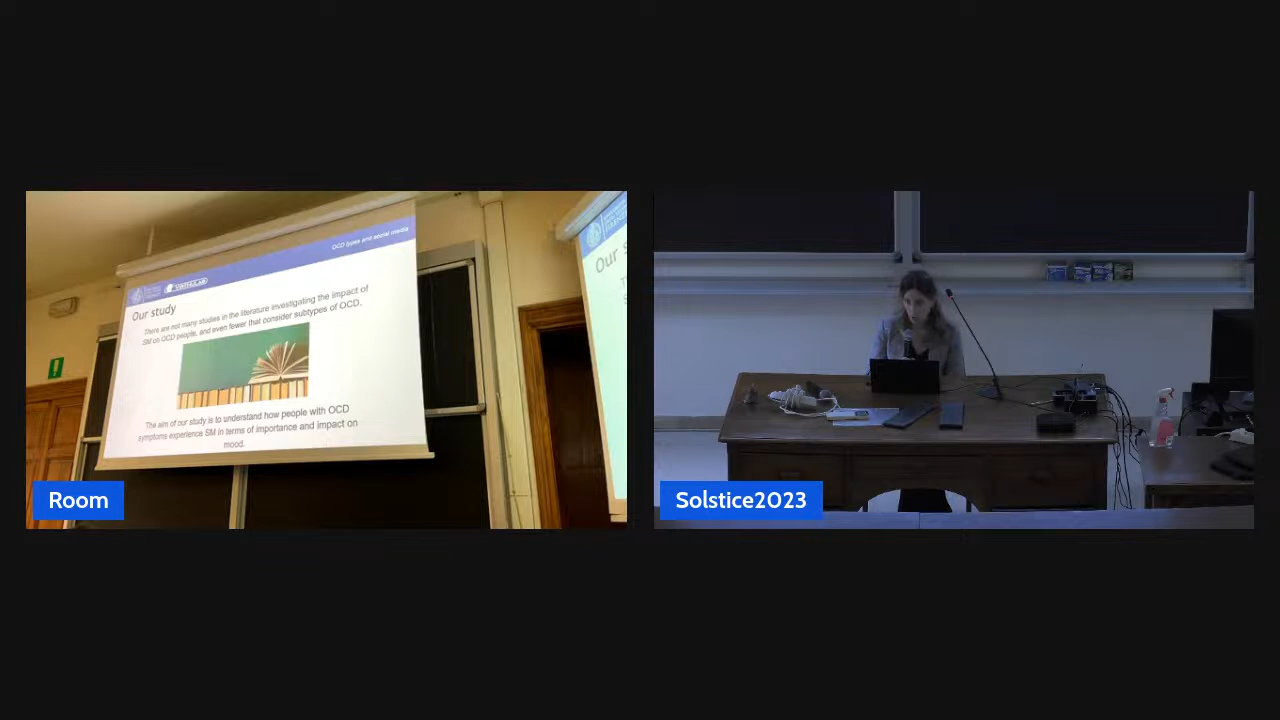 OCD types and social media
Our study
There are not many studies in the literature investigating the impact of
SM on OCD people, and even fewer that consider subtypes of OCD.
The aim of our study is to understand how people with OCD
symptoms experience SM in terms of importance and impact on
mood.
Our
Room
Solstice2023